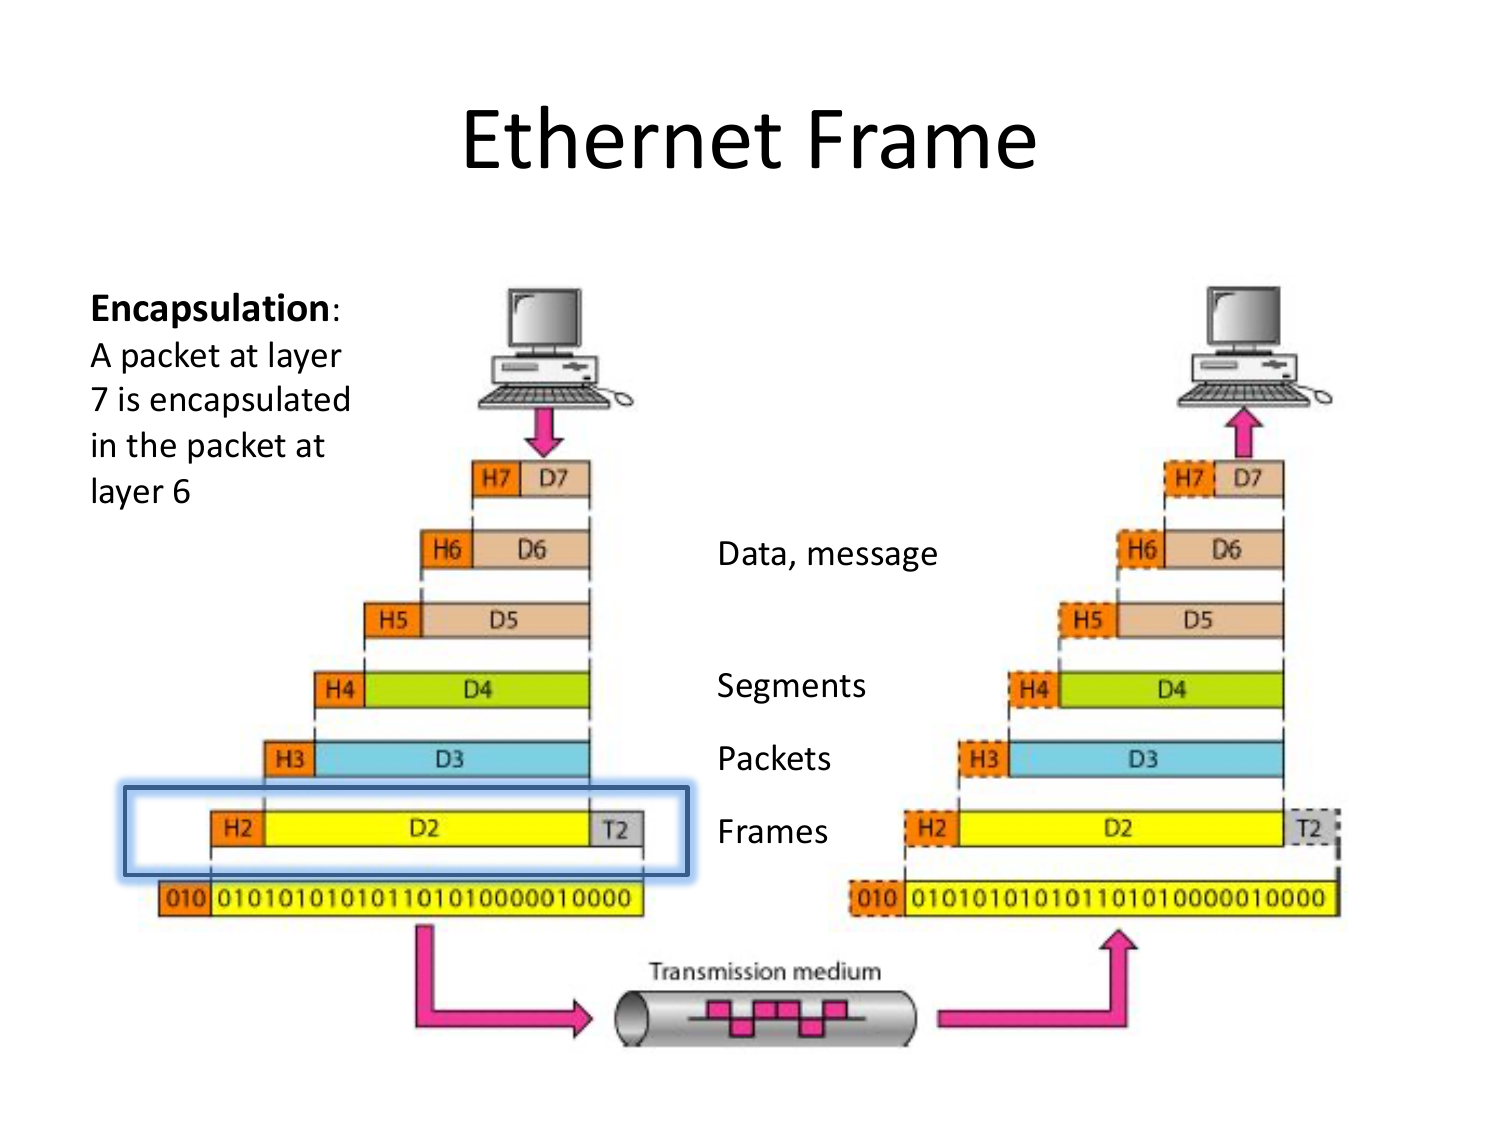 Ethernet Frame
Encapsulation:
A packet at layer
7 is encapsulated
in the packet at
layer 6
H7 D7
H7 D7
H6 D6
Data, message
H6 D6
H5 D5
H5 D5
H4 D4
Segments
H4 D4
H3 D3
Packets
H3 D3
H2 D2 T2
Frames
H2 D2 T2
010 010101010101101010000010000
010 010101010101101010000010000
Transmission medium